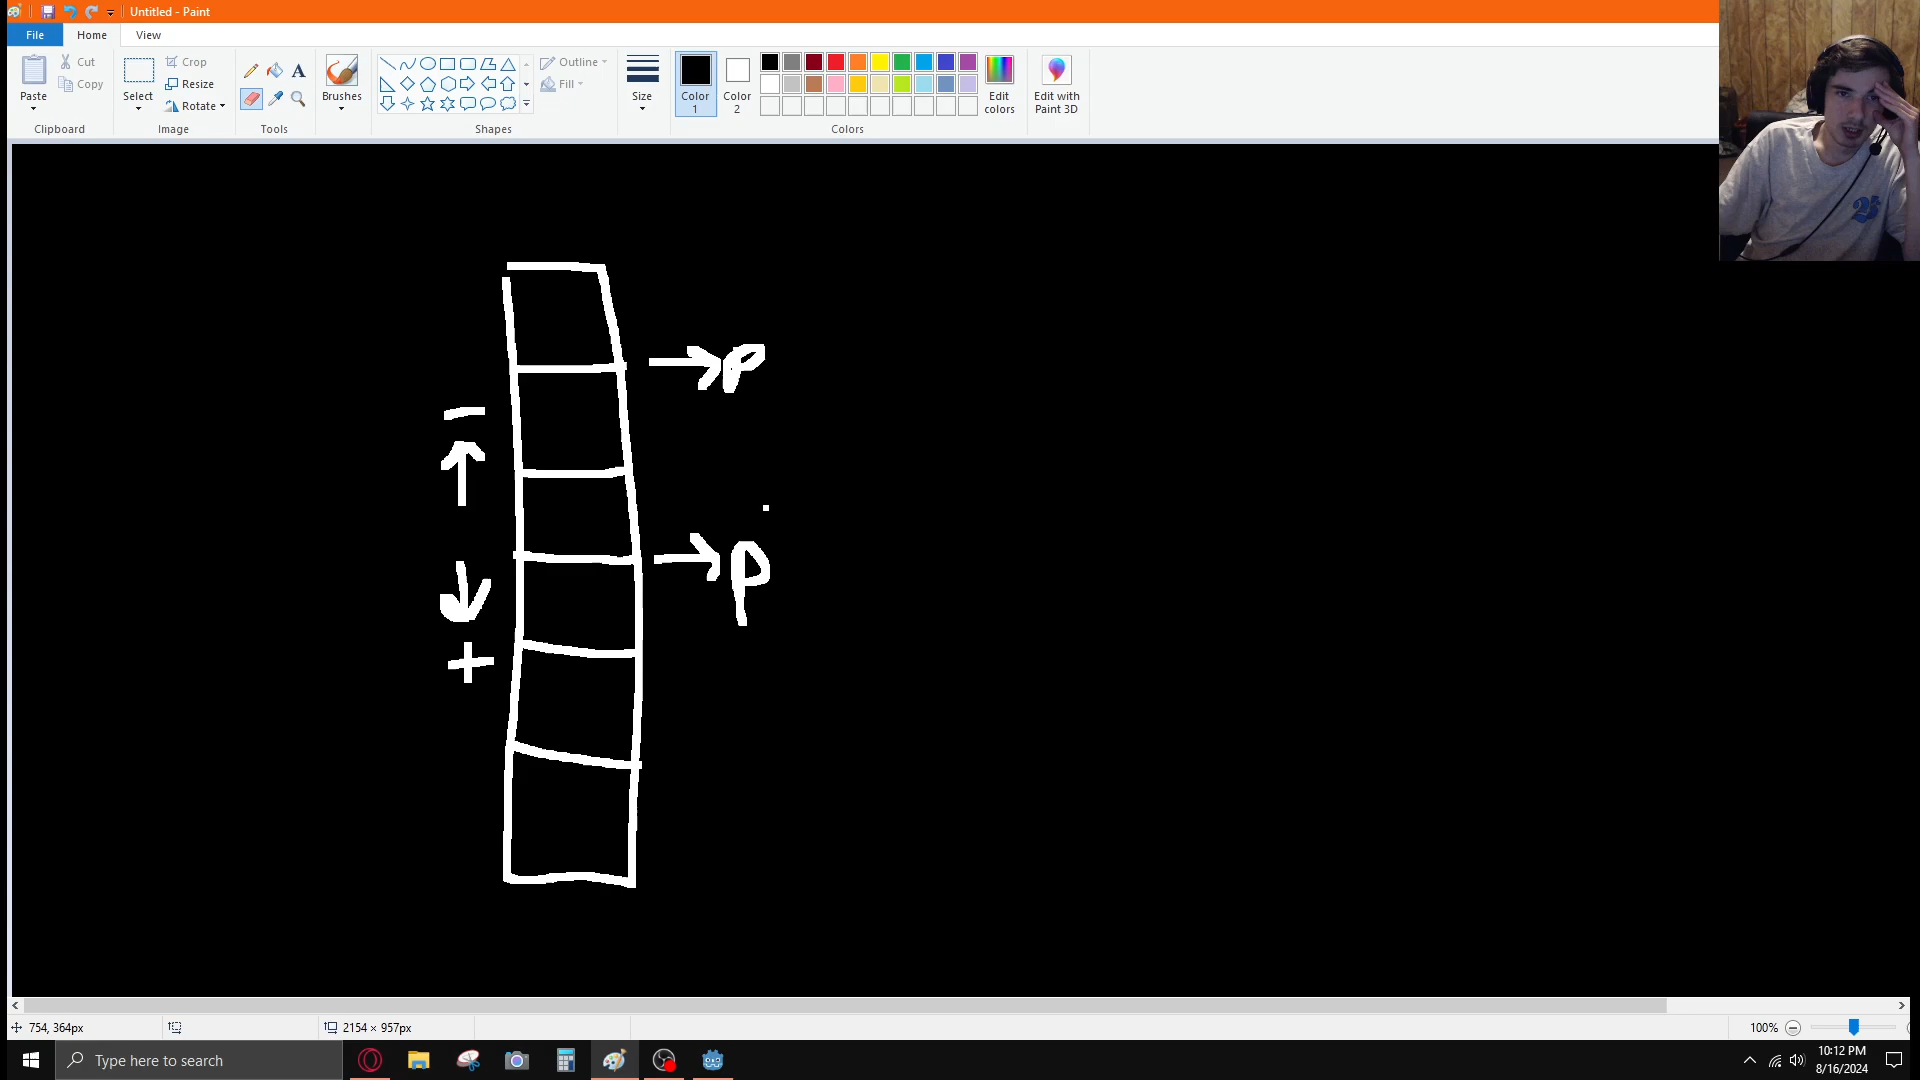 Untitled - Paint
File Home View
Paste
Cut
Copy
Clipboard
Select
Crop
Resize
Rotate
Image
A
Tools
Brushes
Shapes
Outline
Fill
Size
Color 1
Color 2
Edit colors
Edit with Paint 3D
Colors
p
−
p
+
754, 364px
2154 × 957px
100%
Type here to search
10:12 PM
8/16/2024